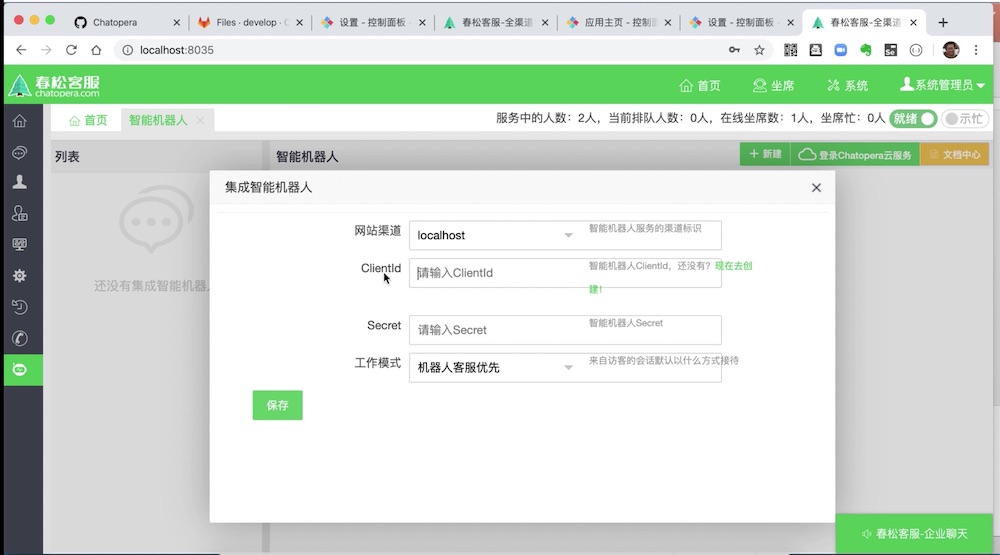 Chatopera
Files · develop · C
设置 - 控制面板 -
春松客服-全渠道
应用主页 - 控制面
设置 - 控制面板 -
春松客服-全渠道
localhost:8035
春松客服
chatopera.com
首页
坐席
系统
系统管理员
首页
智能机器人
服务中的人数：2人，当前排队人数：0人，在线坐席数：1人，坐席忙：0人
就绪
示忙
列表
智能机器人
新建
登录Chatopera云服务
文档中心
还没有集成智能机器人
集成智能机器人
网站渠道
localhost
智能机器人服务的渠道标识
ClientId
请输入ClientId
智能机器人ClientId，还没有？现在去创
建！
Secret
请输入Secret
智能机器人Secret
工作模式
机器人客服优先
来自访客的会话默认以什么方式接待
保存
春松客服-企业聊天